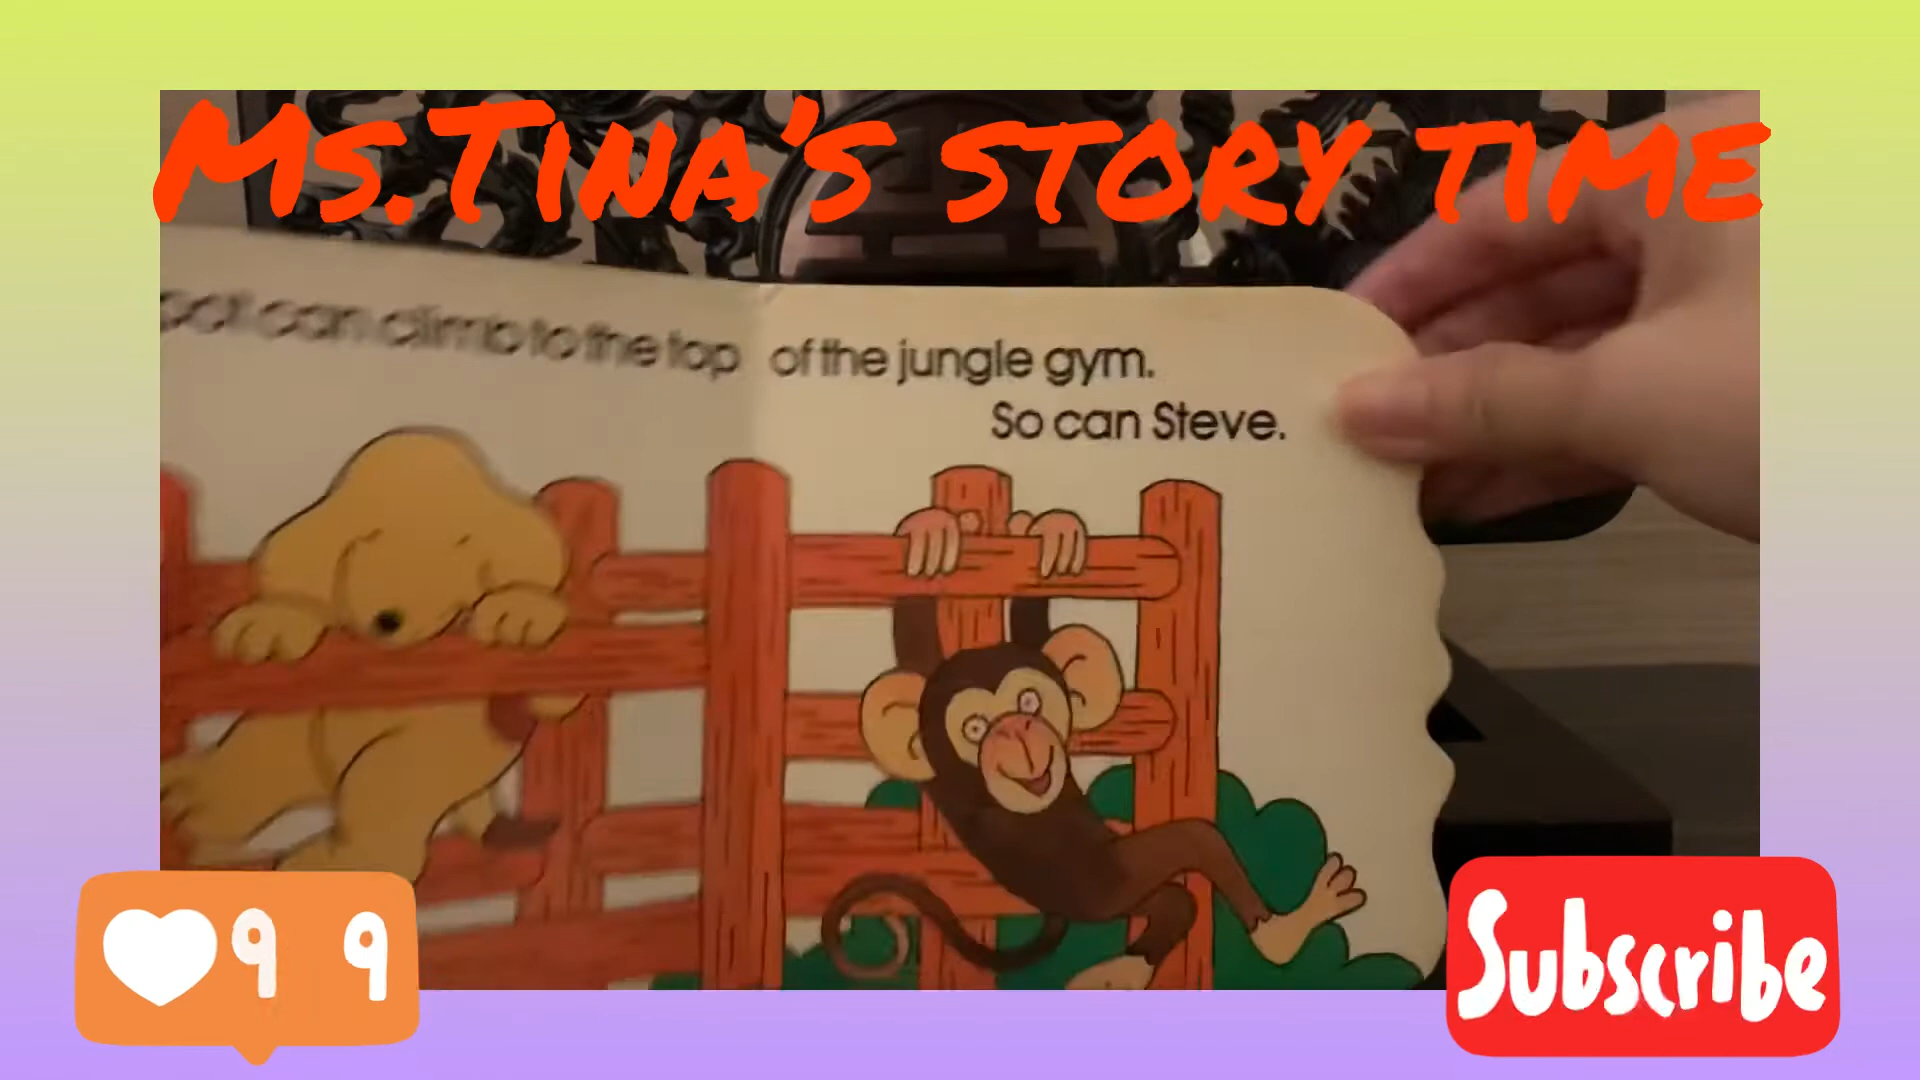 Ms.Tina's story time
pot can climb to the top of the jungle gym.
So can Steve.
9 9
Subscribe